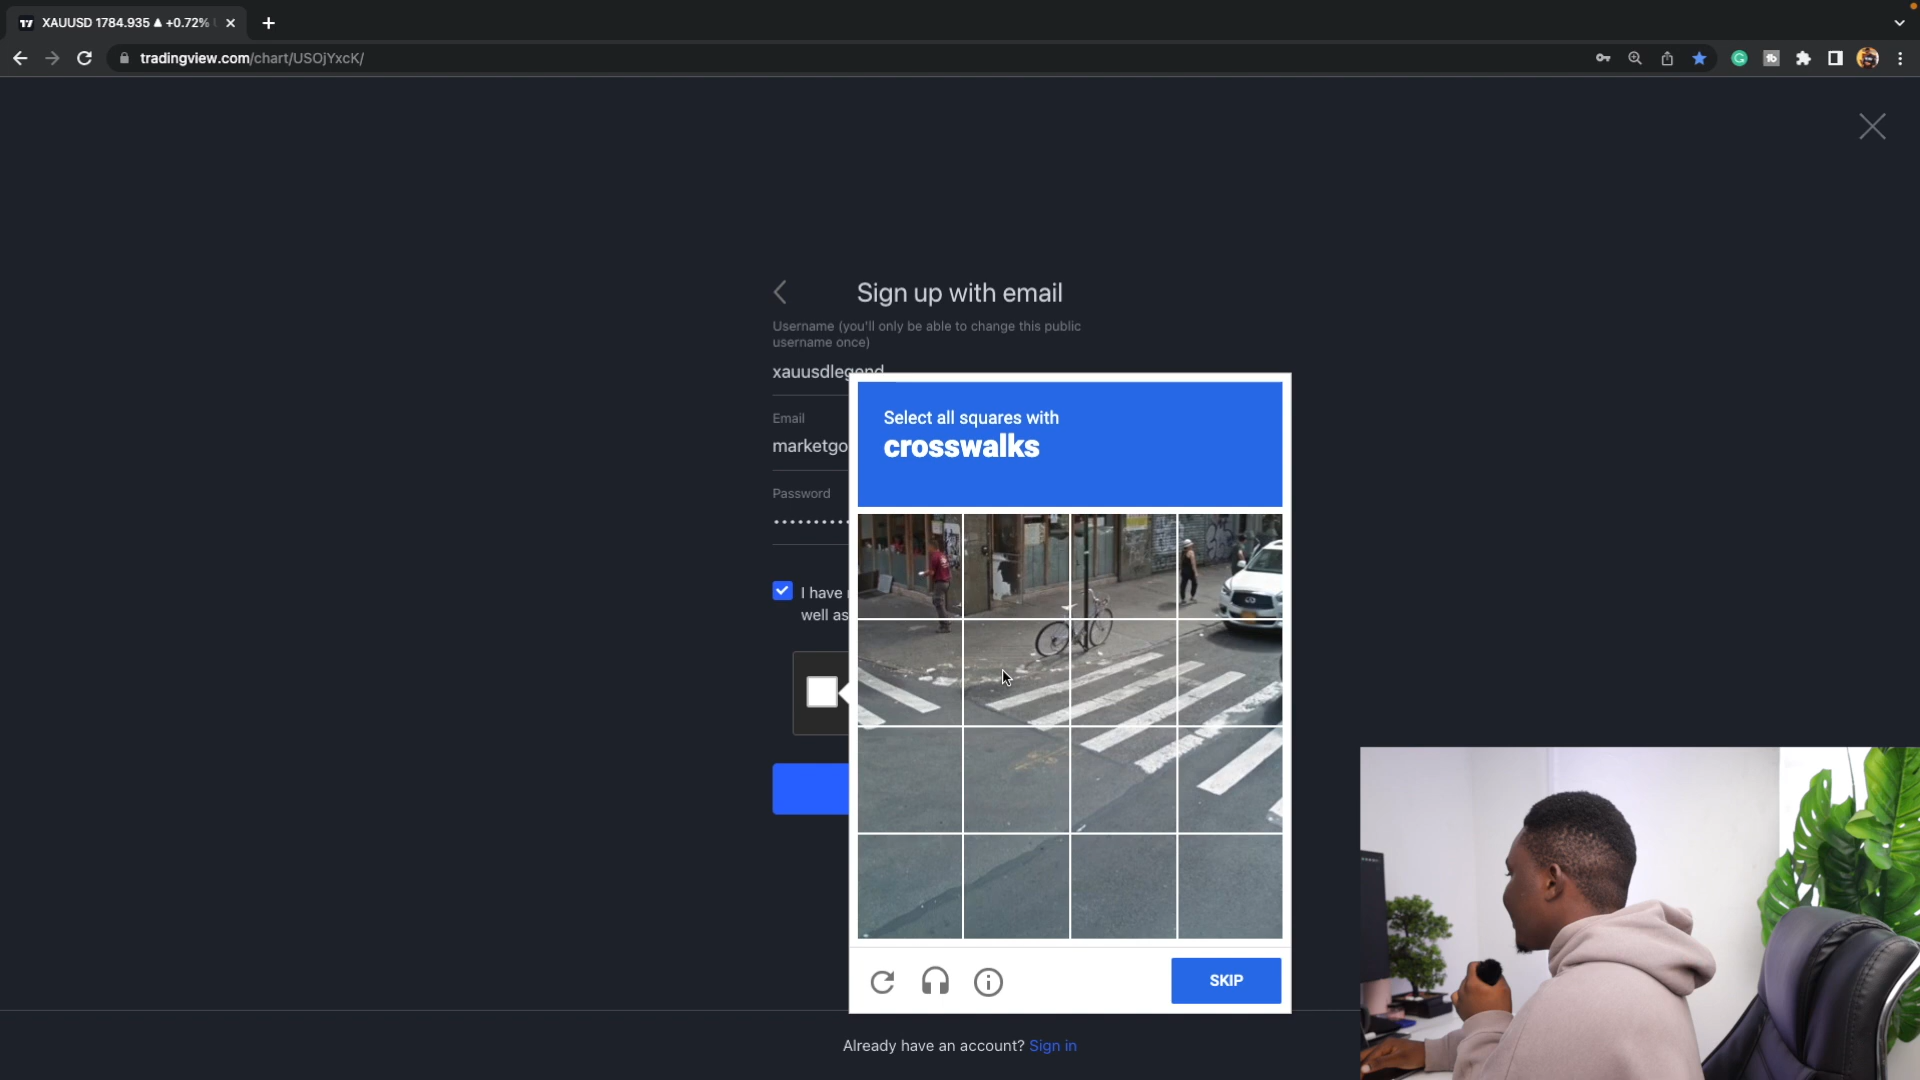 XAUUSD 1784.935 ▲ +0.72%
tradingview.com/chart/USOjYxcK/
Sign up with email
Username (you'll only be able to change this public
username once)
xauusdlegend
Email
marketgo
Password
I have
well as
Select all squares with
crosswalks
SKIP
Already have an account? Sign in